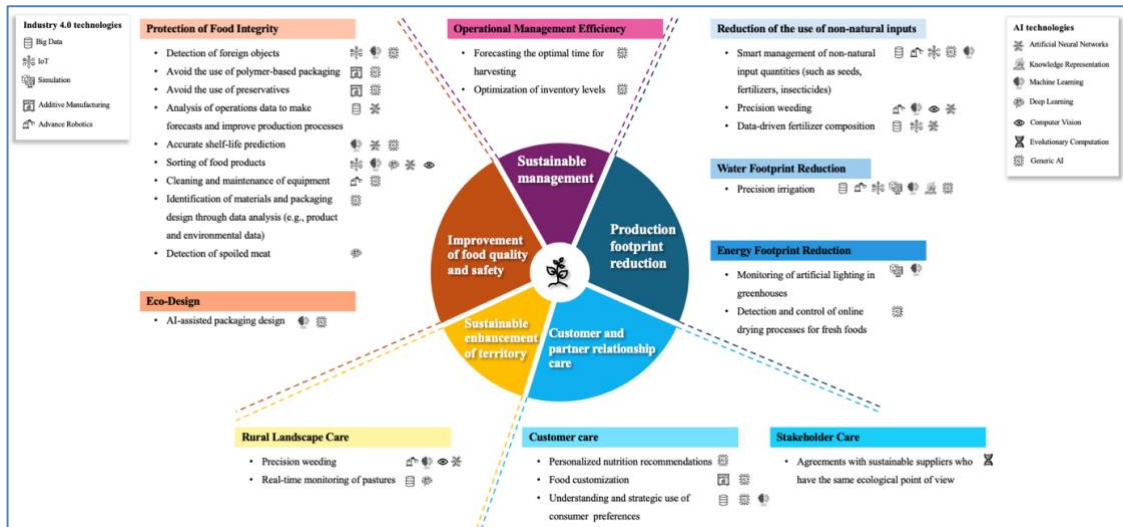 Industry 4.0 technologies
Big Data
IoT
Simulation
Additive Manufacturing
Advance Robotics
Protection of Food Integrity
• Detection of foreign objects
• Avoid the use of polymer-based packaging
• Avoid the use of preservatives
• Analysis of operations data to make
forecasts and improve production processes
• Accurate shelf-life prediction
• Sorting of food products
• Cleaning and maintenance of equipment
• Identification of materials and packaging
design through data analysis (e.g., product
and environmental data)
• Detection of spoiled meat
Eco-Design
• AI-assisted packaging design
Operational Management Efficiency
• Forecasting the optimal time for
harvesting
• Optimization of inventory levels
Reduction of the use of non-natural inputs
• Smart management of non-natural
input quantities (such as seeds,
fertilizers, insecticides)
• Precision weeding
• Data-driven fertilizer composition
Water Footprint Reduction
• Precision irrigation
Energy Footprint Reduction
• Monitoring of artificial lighting in
greenhouses
• Detection and control of online
drying processes for fresh foods
AI technologies
Artificial Neural Networks
Knowledge Representation
Machine Learning
Deep Learning
Computer Vision
Evolutionary Computation
Generic AI
Sustainable
management
Improvement
of food quality
and safety
Production
footprint
reduction
Sustainable
enhancement
of territory
Customer and
partner relationship
care
Rural Landscape Care
• Precision weeding
• Real-time monitoring of pastures
Customer care
• Personalized nutrition recommendations
• Food customization
• Understanding and strategic use of
consumer preferences
Stakeholder Care
• Agreements with sustainable suppliers who
have the same ecological point of view